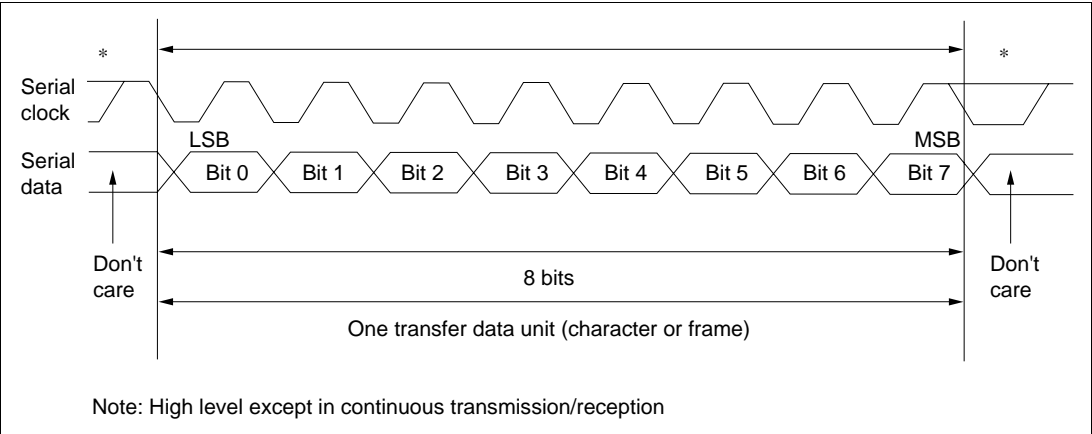 *
*
Serial clock
LSB
MSB
Serial data
Bit 0 Bit 1 Bit 2 Bit 3 Bit 4 Bit 5 Bit 6 Bit 7
Don't care
Don't care
8 bits
One transfer data unit (character or frame)
Note: High level except in continuous transmission/reception